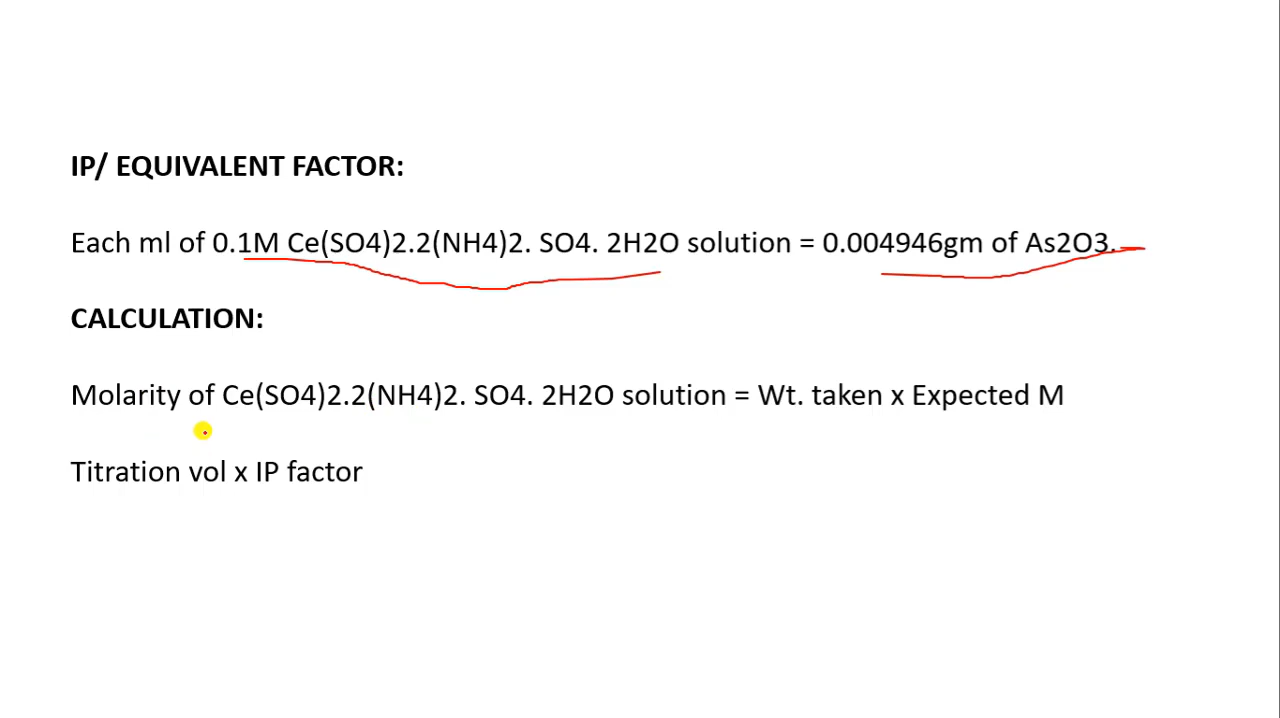 IP/ EQUIVALENT FACTOR:
Each ml of 0.1M Ce(SO4)2.2(NH4)2. SO4. 2H2O solution = 0.004946gm of As2O3.
CALCULATION:
Molarity of Ce(SO4)2.2(NH4)2. SO4. 2H2O solution = Wt. taken x Expected M
Titration vol x IP factor